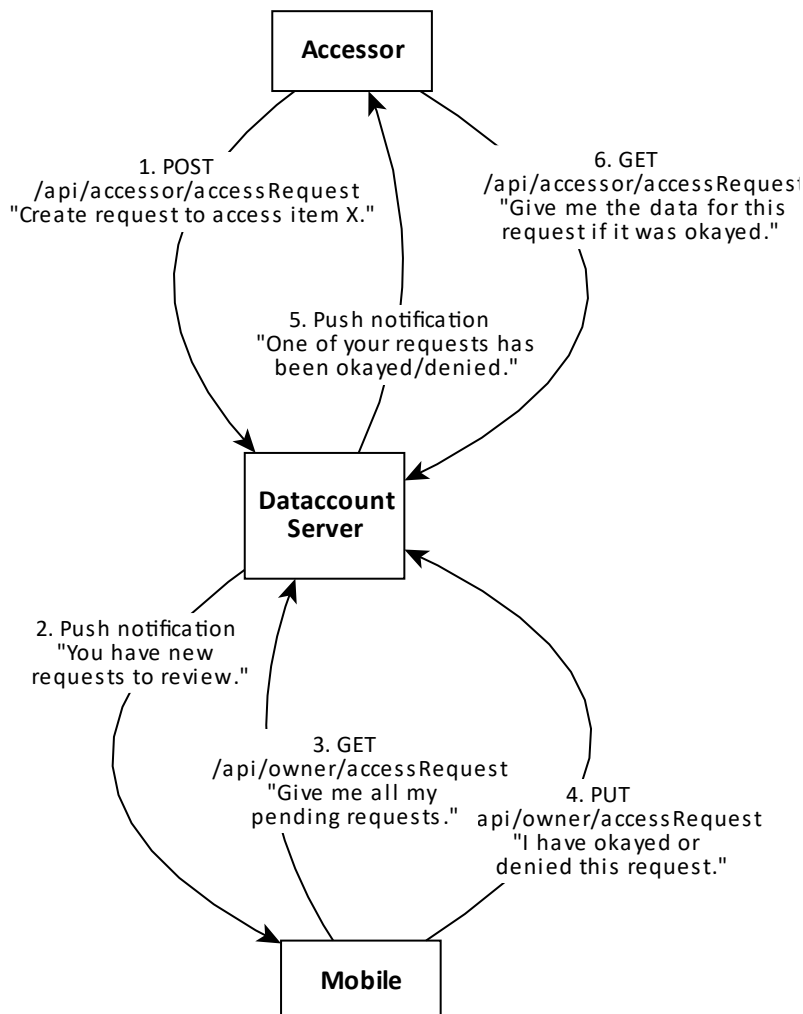 Accessor
1. POST
/api/accessor/accessRequest
"Create request to access item X."
6. GET
/api/accessor/accessRequest
"Give me the data for this
request if it was okayed."
5. Push notification
"One of your requests has
been okayed/denied."
Dataccount
Server
2. Push notification
"You have new
requests to review."
3. GET
/api/owner/accessRequest
"Give me all my
pending requests."
4. PUT
api/owner/accessRequest
"I have okayed or
denied this request."
Mobile